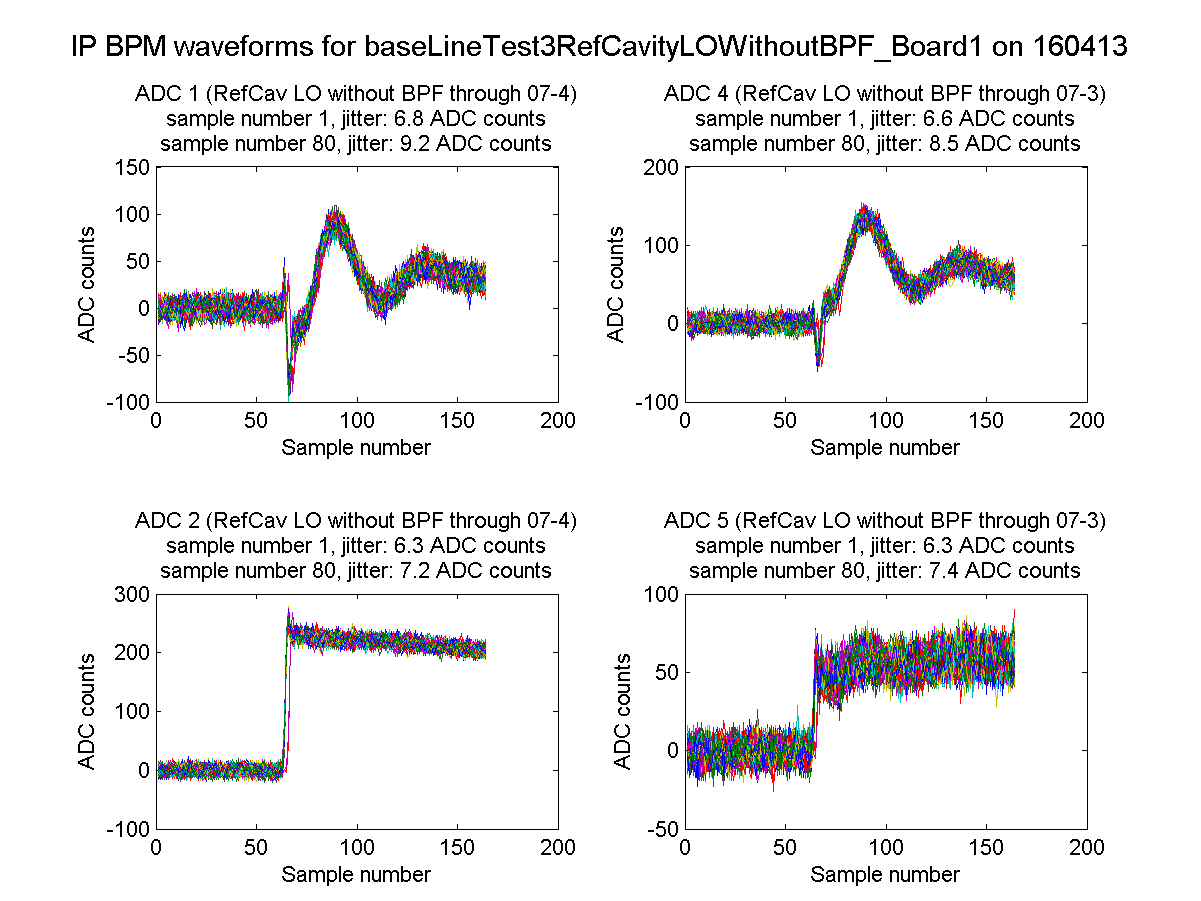 IP BPM waveforms for baseLineTest3RefCavityLOWithoutBPF_Board1 on 160413
ADC 1 (RefCav LO without BPF through 07-4)
sample number 1, jitter: 6.8 ADC counts
sample number 80, jitter: 9.2 ADC counts
150
100
50
0
-50
-100
ADC counts
0 50 100 150 200
Sample number
ADC 4 (RefCav LO without BPF through 07-3)
sample number 1, jitter: 6.6 ADC counts
sample number 80, jitter: 8.5 ADC counts
200
100
0
-100
ADC counts
0 50 100 150 200
Sample number
ADC 2 (RefCav LO without BPF through 07-4)
sample number 1, jitter: 6.3 ADC counts
sample number 80, jitter: 7.2 ADC counts
300
200
100
0
-100
ADC counts
0 50 100 150 200
Sample number
ADC 5 (RefCav LO without BPF through 07-3)
sample number 1, jitter: 6.3 ADC counts
sample number 80, jitter: 7.4 ADC counts
100
50
0
-50
ADC counts
0 50 100 150 200
Sample number